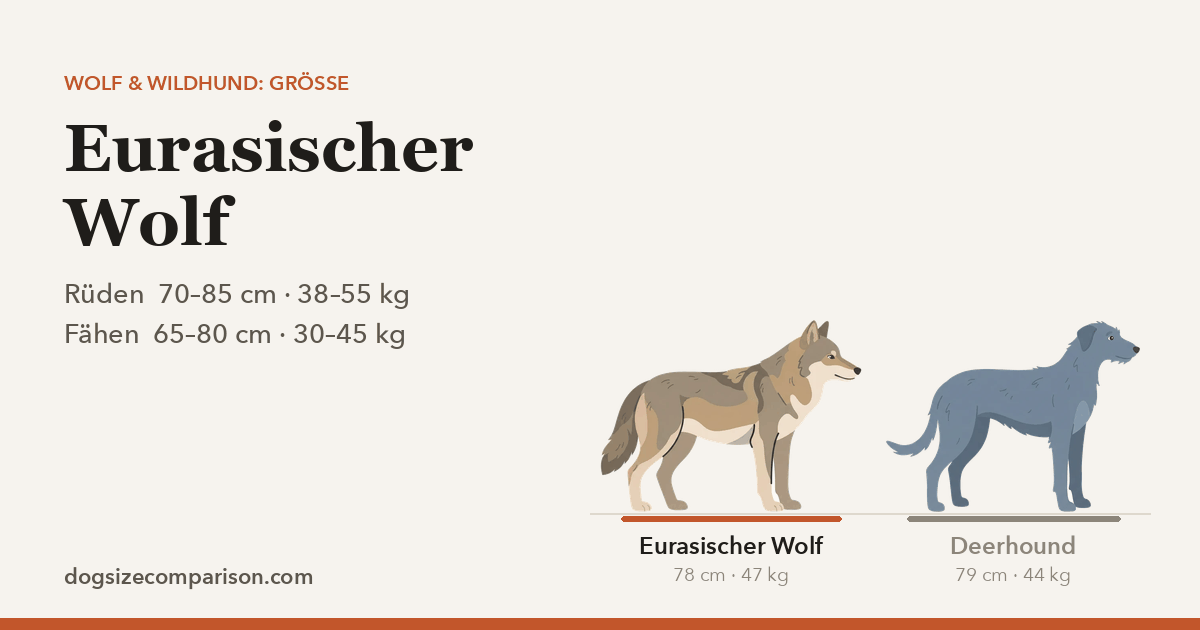 WOLF & WILDHUND: GRÖSSE
Eurasischer
Wolf
Rüden 70–85 cm · 38–55 kg
Fähen 65–80 cm · 30–45 kg
Eurasischer Wolf
78 cm · 47 kg
Deerhound
79 cm · 44 kg
dogsizecomparison.com